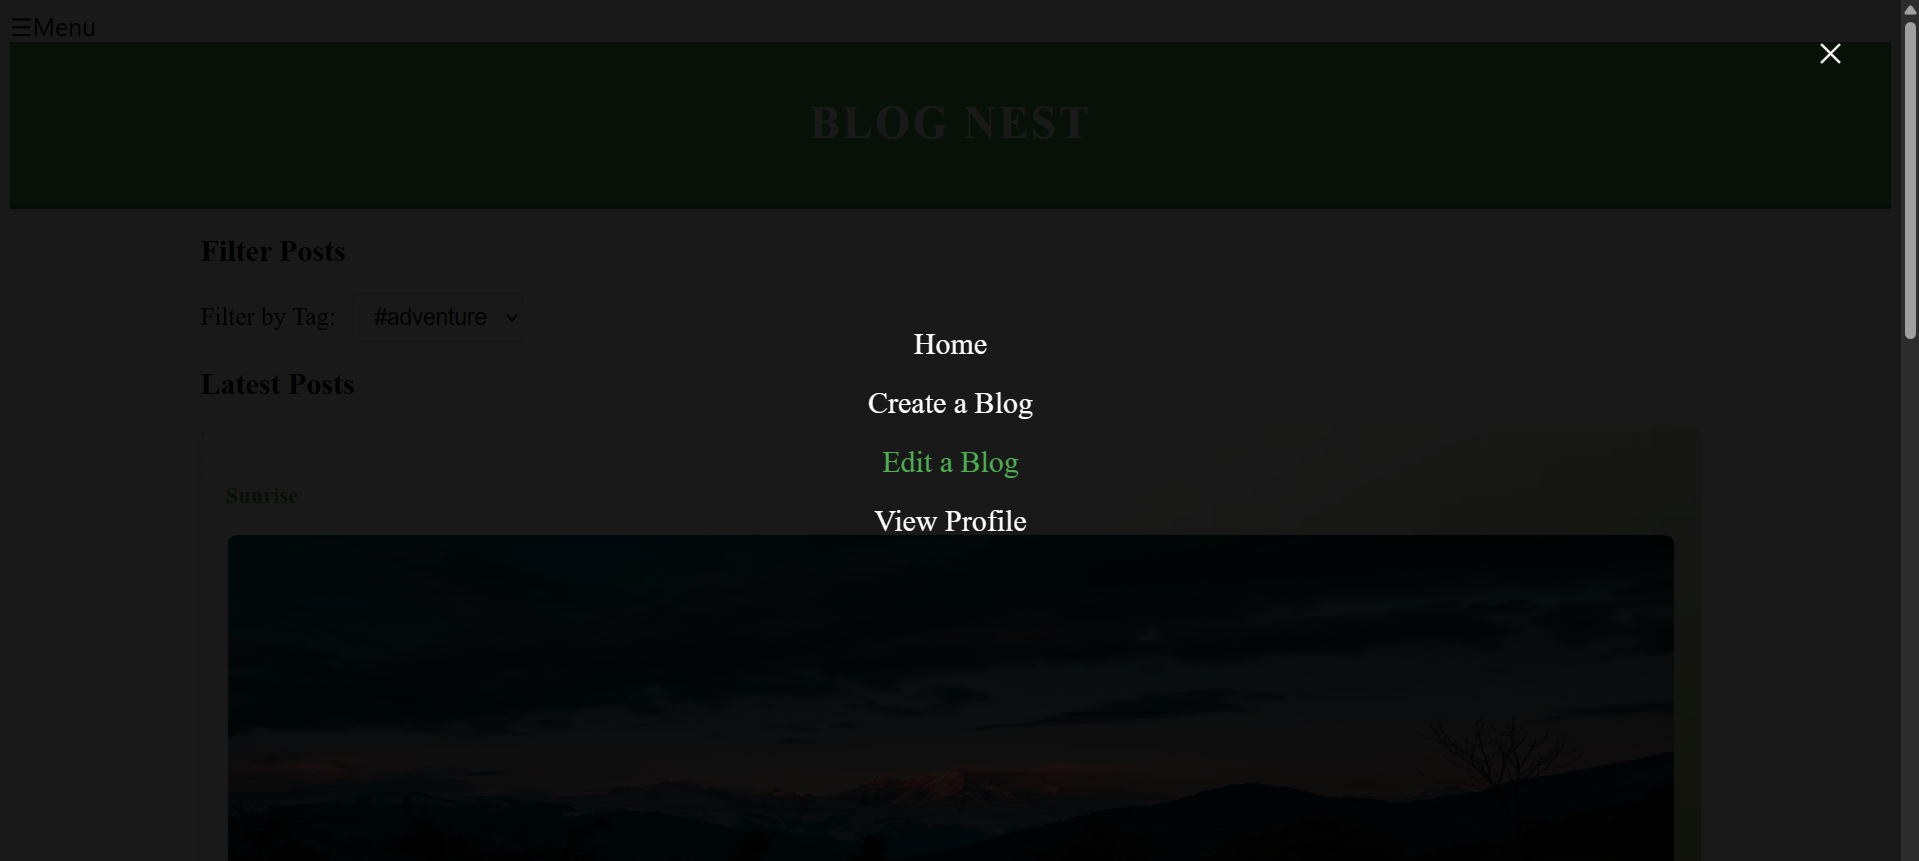 ☰Menu
×
BLOG NEST
Filter Posts
Filter by Tag: #adventure
Latest Posts
Home
Create a Blog
Edit a Blog
View Profile
Sunrise